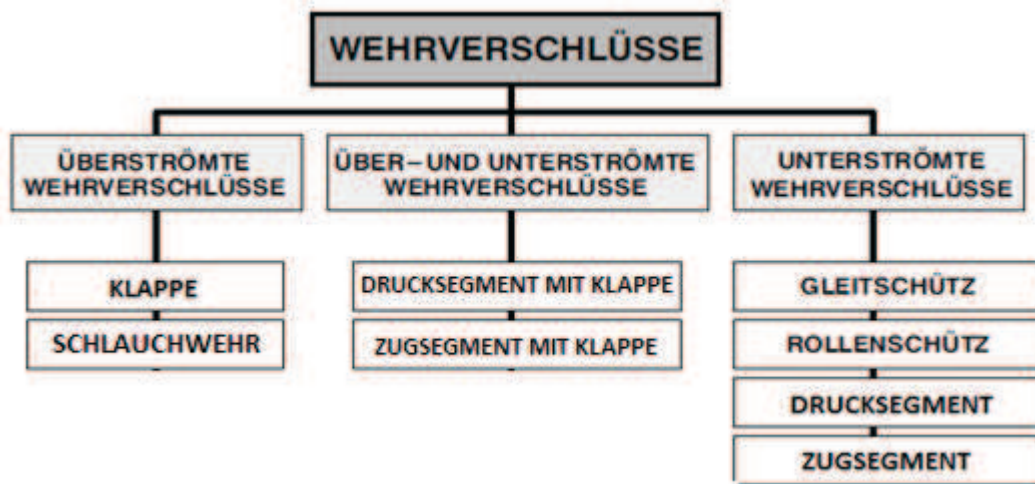 WEHRVERSCHLÜSSE
ÜBERSTRÖMTE
WEHRVERSCHLÜSSE
KLAPPE
SCHLAUCHWEHR
ÜBER–UND UNTERSTRÖMTE
WEHRVERSCHLÜSSE
DRUCKSEGMENT MIT KLAPPE
ZUGSEGMENT MIT KLAPPE
UNTERSTRÖMTE
WEHRVERSCHLÜSSE
GLEITSCHÜTZ
ROLLENSCHÜTZ
DRUCKSEGMENT
ZUGSEGMENT